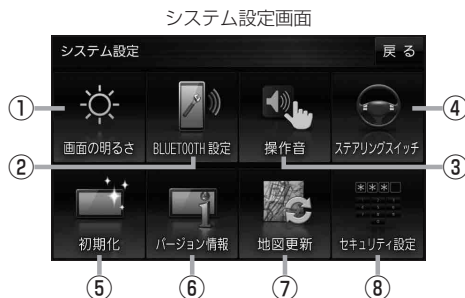 システム設定画面
システム設定 戻る
① ④
画面の明るさ BLUETOOTH 設定 操作音 ステアリングスイッチ
② ③
＊＊＊
初期化 バージョン情報 地図更新 セキュリティ設定
⑤ ⑥ ⑦ ⑧